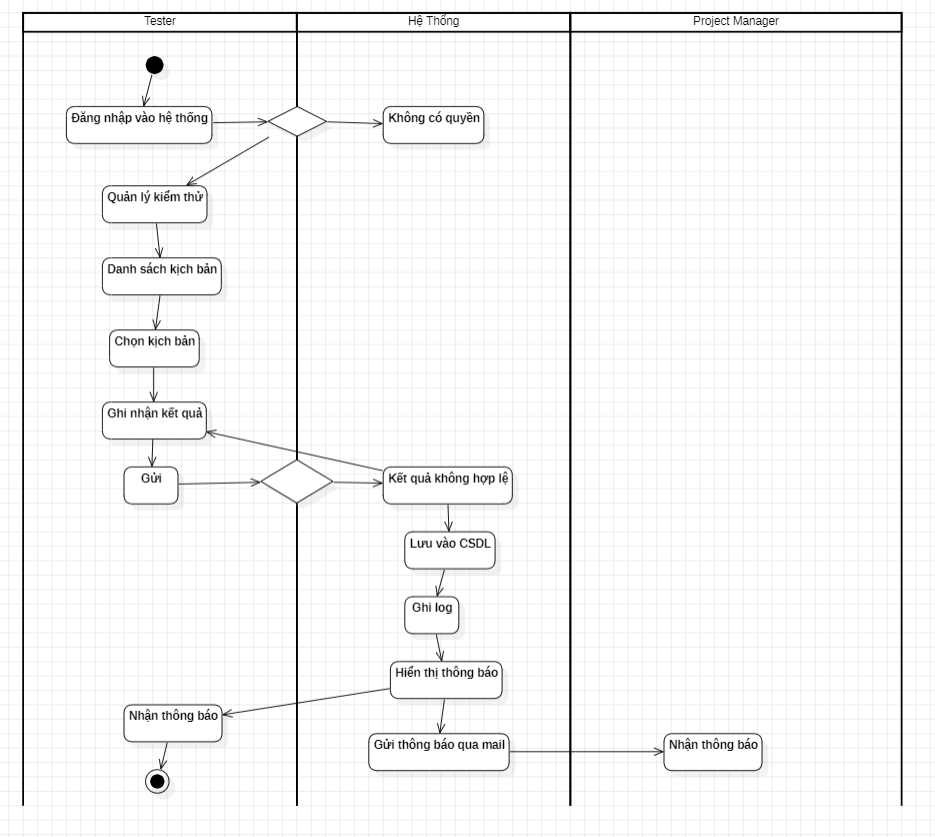 Tester
Hệ Thống
Project Manager
Đăng nhập vào hệ thống
Không có quyền
Quản lý kiểm thử
Danh sách kịch bản
Chọn kịch bản
Ghi nhận kết quả
Gửi
Kết quả không hợp lệ
Lưu vào CSDL
Ghi log
Hiển thị thông báo
Nhận thông báo
Gửi thông báo qua mail
Nhận thông báo